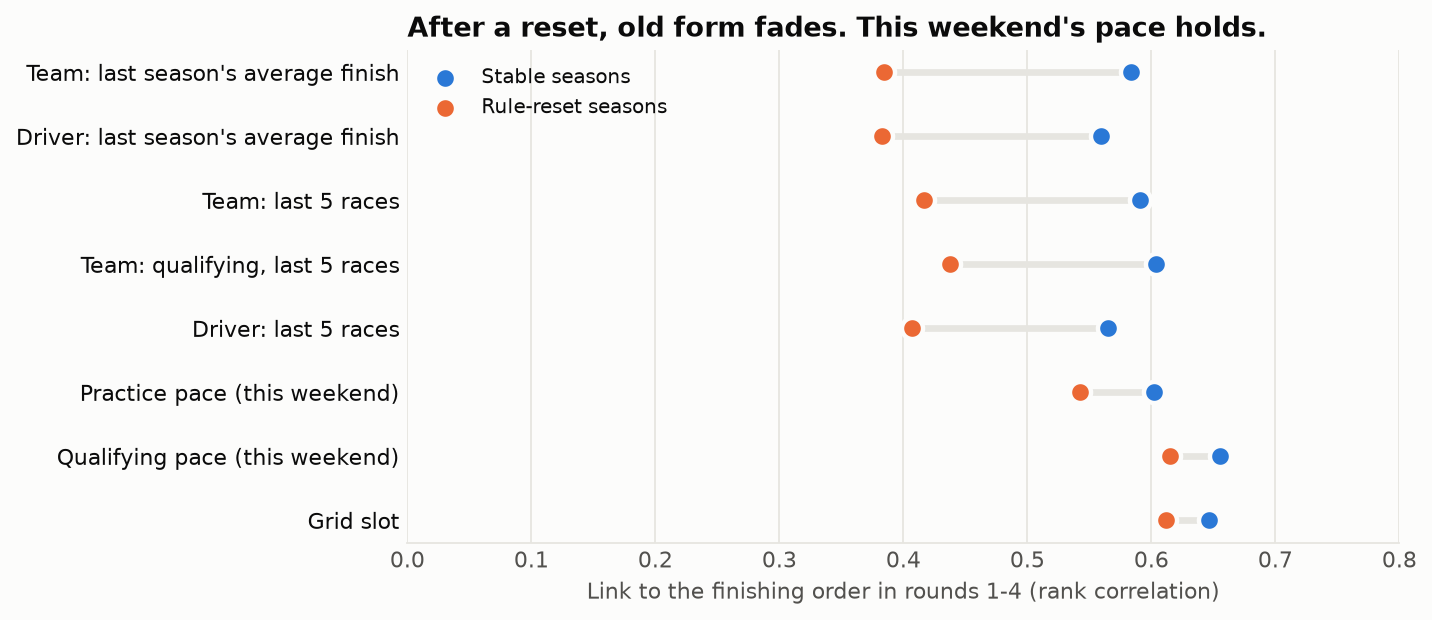 After a reset, old form fades. This weekend's pace holds.
Team: last season's average finish
Stable seasons
Rule-reset seasons
Driver: last season's average finish
Team: last 5 races
Team: qualifying, last 5 races
Driver: last 5 races
Practice pace (this weekend)
Qualifying pace (this weekend)
Grid slot
0.0 0.1 0.2 0.3 0.4 0.5 0.6 0.7 0.8
Link to the finishing order in rounds 1-4 (rank correlation)